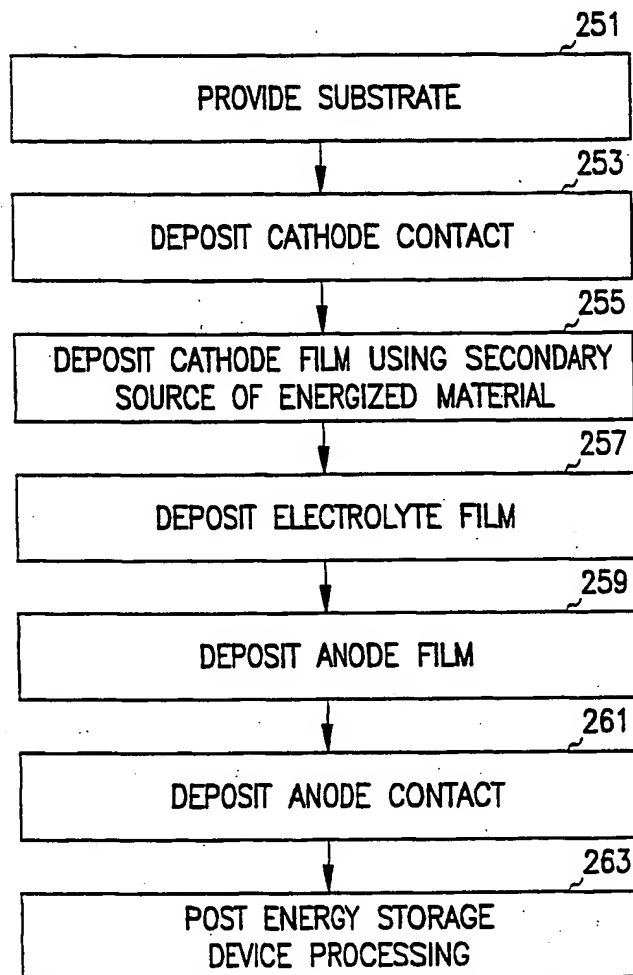 251
PROVIDE SUBSTRATE
253
DEPOSIT CATHODE CONTACT
255
DEPOSIT CATHODE FILM USING SECONDARY
SOURCE OF ENERGIZED MATERIAL
257
DEPOSIT ELECTROLYTE FILM
259
DEPOSIT ANODE FILM
261
DEPOSIT ANODE CONTACT
263
POST ENERGY STORAGE
DEVICE PROCESSING